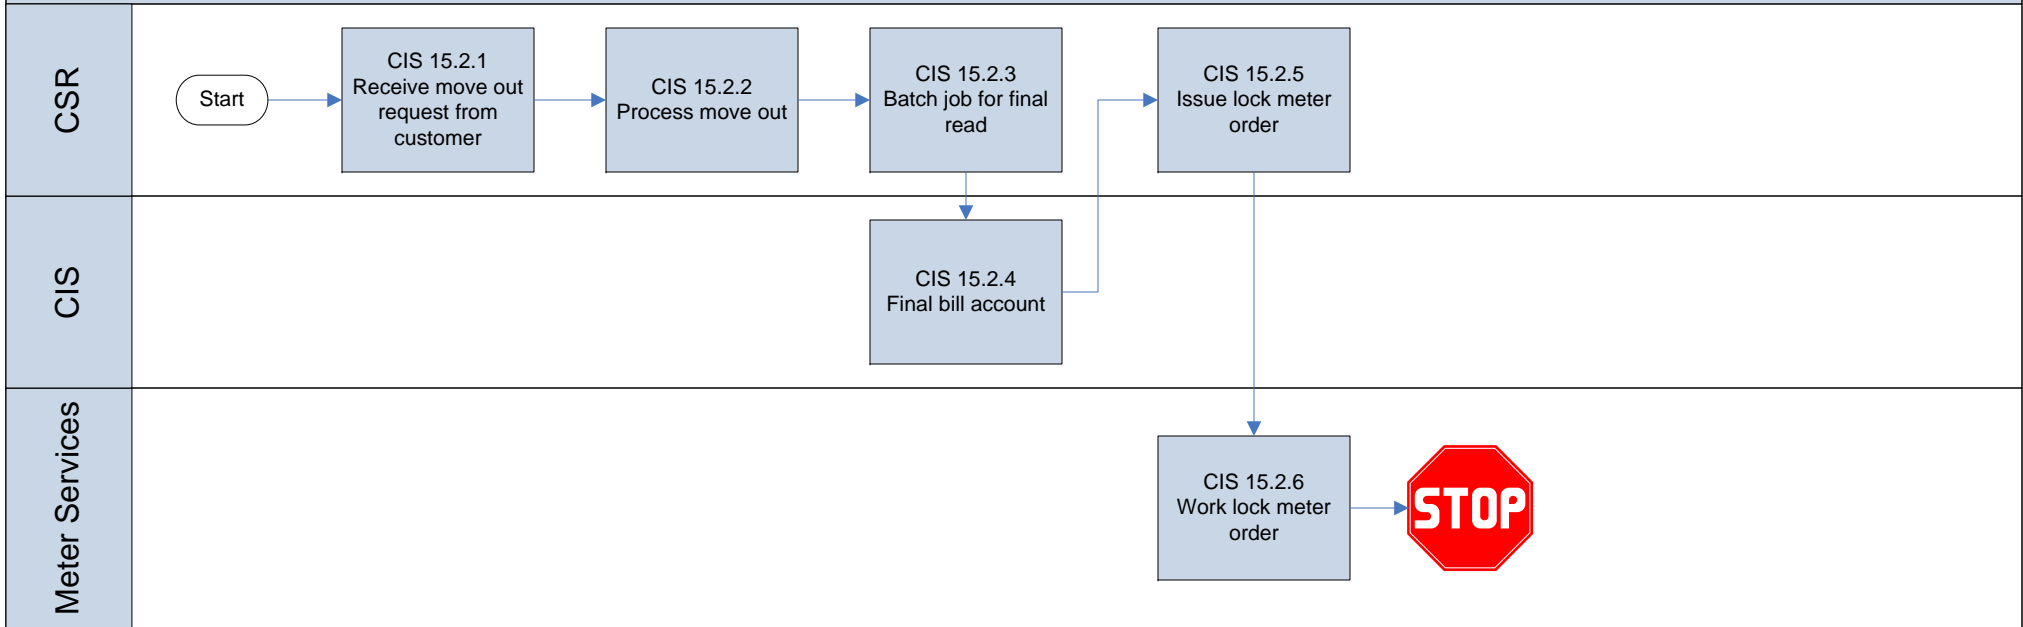 CSR
Start
CIS 15.2.1
Receive move out
request from
customer
CIS 15.2.2
Process move out
CIS 15.2.3
Batch job for final
read
CIS 15.2.5
Issue lock meter
order
CIS
CIS 15.2.4
Final bill account
Meter Services
CIS 15.2.6
Work lock meter
order
STOP